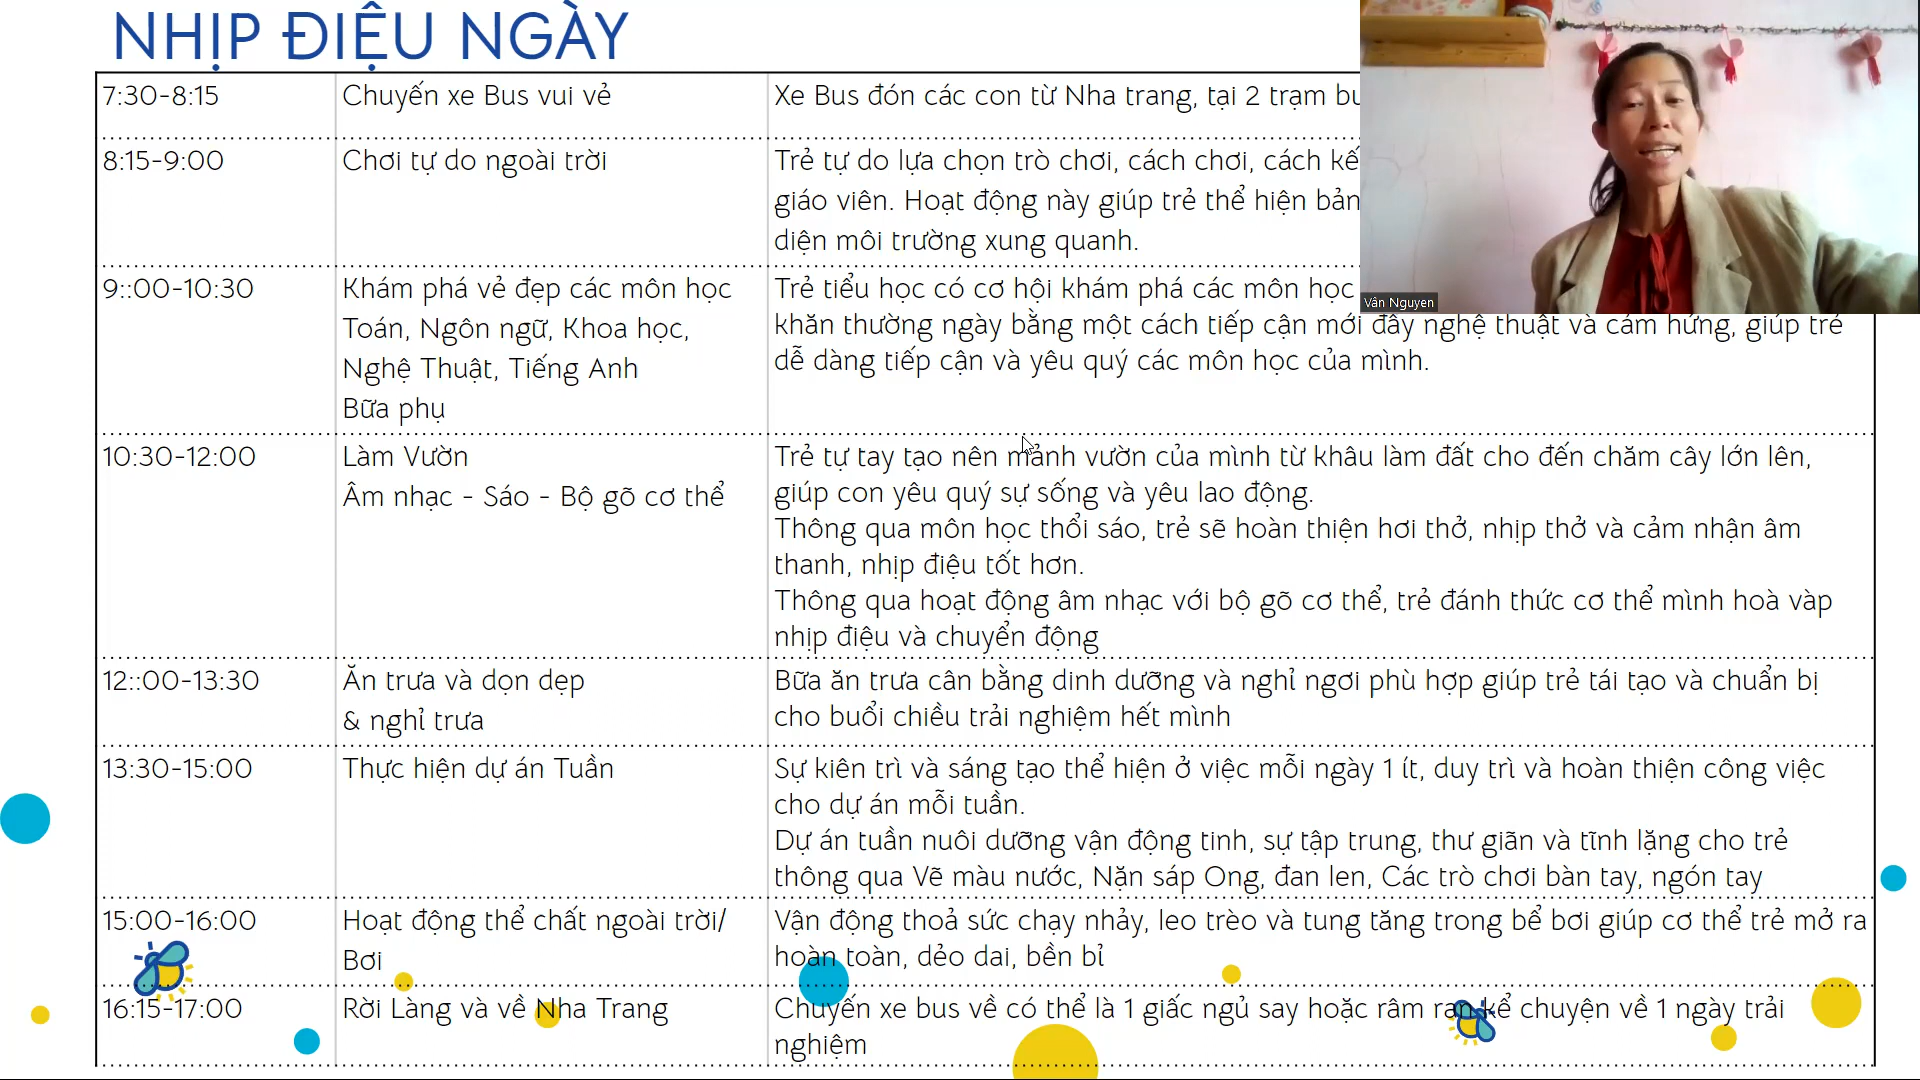 NHỊP ĐIỆU NGÀY
7:30-8:15
Chuyến xe Bus vui vẻ
Xe Bus đón các con từ Nha trang, tại 2 trạm
8:15-9:00
Chơi tự do ngoài trời
Trẻ tự do lựa chọn trò chơi, cách chơi, cách
giáo viên. Hoạt động này giúp trẻ thể hiện bản
diện môi trường xung quanh.
9::00-10:30
Khám phá vẻ đẹp các môn học
Toán, Ngôn ngữ, Khoa học,
Nghệ Thuật, Tiếng Anh
Bữa phụ
Trẻ tiểu học có cơ hội khám phá các môn học
khăn thường ngày bằng một cách tiếp cận mới đầy nghệ thuật và cảm hứng, giúp trẻ
dễ dàng tiếp cận và yêu quý các môn học của mình.
10:30-12:00
Làm Vườn
Âm nhạc - Sáo - Bộ gõ cơ thể
Trẻ tự tay tạo nên mảnh vườn của mình từ khâu làm đất cho đến chăm cây lớn lên,
giúp con yêu quý sự sống và yêu lao động.
Thông qua môn học thổi sáo, trẻ sẽ hoàn thiện hơi thở, nhịp thở và cảm nhận âm
thanh, nhịp điệu tốt hơn.
Thông qua hoạt động âm nhạc với bộ gõ cơ thể, trẻ đánh thức cơ thể mình hoà vàp
nhịp điệu và chuyển động
12::00-13:30
Ăn trưa và dọn dẹp
& nghỉ trưa
Bữa ăn trưa cân bằng dinh dưỡng và nghỉ ngơi phù hợp giúp trẻ tái tạo và chuẩn bị
cho buổi chiều trải nghiệm hết mình
13:30-15:00
Thực hiện dự án Tuần
Sự kiên trì và sáng tạo thể hiện ở việc mỗi ngày 1 ít, duy trì và hoàn thiện công việc
cho dự án mỗi tuần.
Dự án tuần nuôi dưỡng vận động tinh, sự tập trung, thư giãn và tĩnh lặng cho trẻ
thông qua Vẽ màu nước, Nặn sáp Ong, đan len, Các trò chơi bàn tay, ngón tay
15:00-16:00
Hoạt động thể chất ngoài trời/
Bơi
Vận động thoả sức chạy nhảy, leo trèo và tung tăng trong bể bơi giúp cơ thể trẻ mở ra
hoàn toàn, dẻo dai, bền bỉ
16:15-17:00
Rời Làng và về Nha Trang
Chuyến xe bus về có thể là 1 giấc ngủ say hoặc râm ran kể chuyện về 1 ngày trải
nghiệm
Vân Nguyen